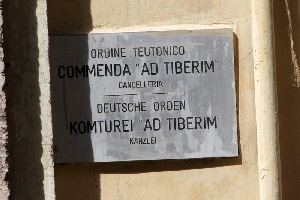 ORDINE TEUTONICO
COMMENDA "AD TIBERIM"
CANCELLERIA
DEUTSCHE ORDEN
KOMTUREI "AD TIBERIM
KANZLEI